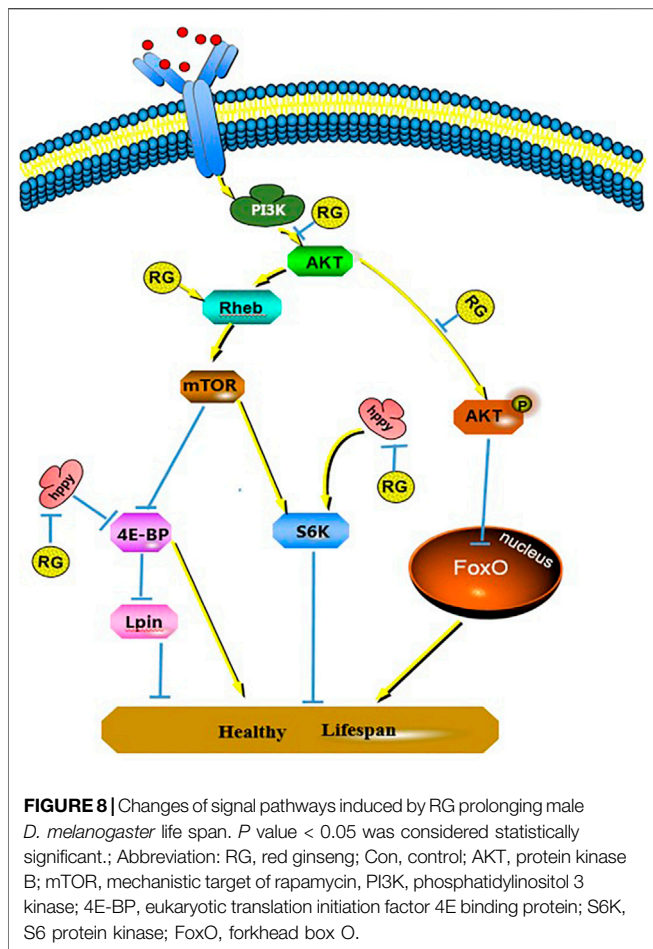 PI3K
RG
AKT
RG
Rheb
RG
mTOR
hppy
AKT P
hppy
RG
4E-BP
S6K
nucleus
FoxO
RG
Lpin
Healthy Lifespan
FIGURE 8 | Changes of signal pathways induced by RG prolonging male
D. melanogaster life span. P value < 0.05 was considered statistically
significant.; Abbreviation: RG, red ginseng; Con, control; AKT, protein kinase
B; mTOR, mechanistic target of rapamycin, PI3K, phosphatidylinositol 3
kinase; 4E-BP, eukaryotic translation initiation factor 4E binding protein; S6K,
S6 protein kinase; FoxO, forkhead box O.